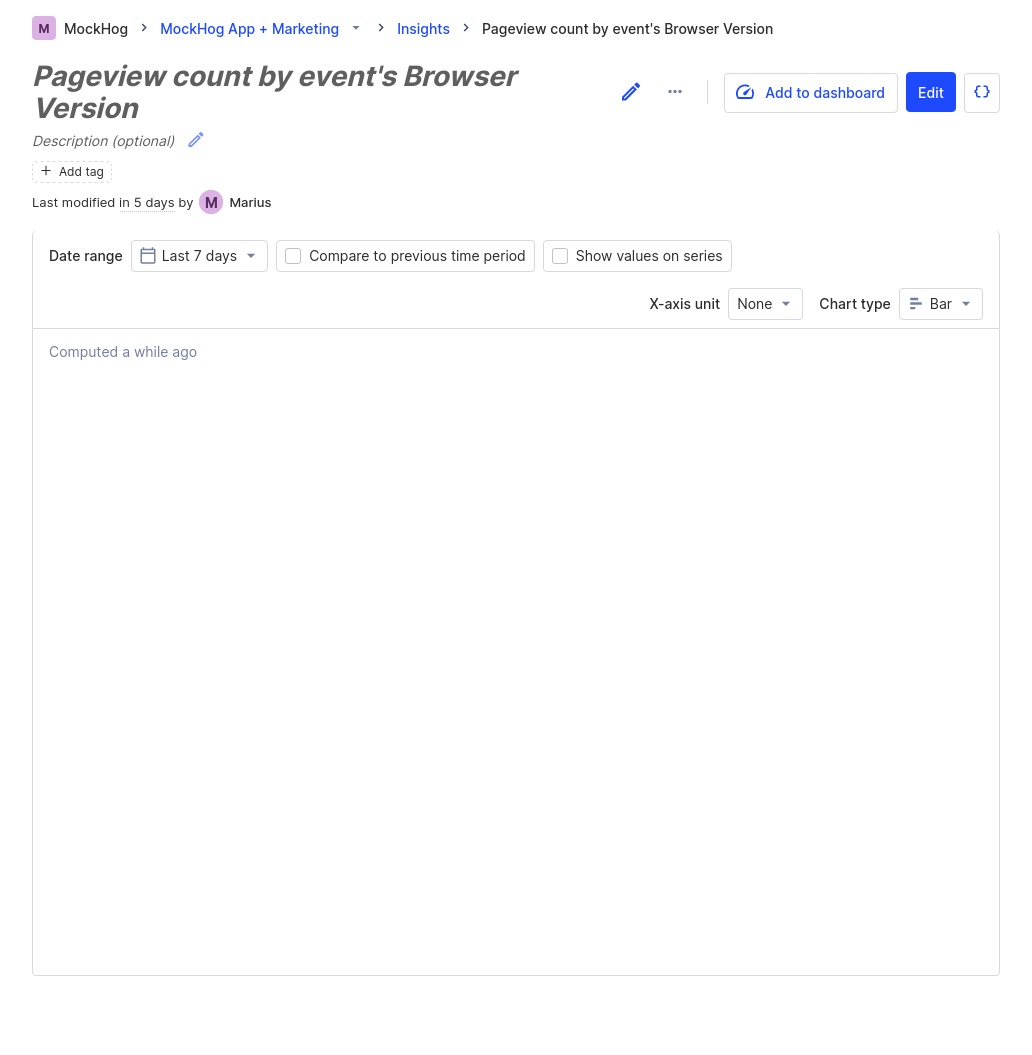 M MockHog MockHog App + Marketing Insights Pageview count by event's Browser Version
Pageview count by event's Browser
Version
Add to dashboard Edit {}
Description (optional)
+ Add tag
Last modified in 5 days by M Marius
Date range Last 7 days Compare to previous time period Show values on series
X-axis unit None Chart type Bar
Computed a while ago